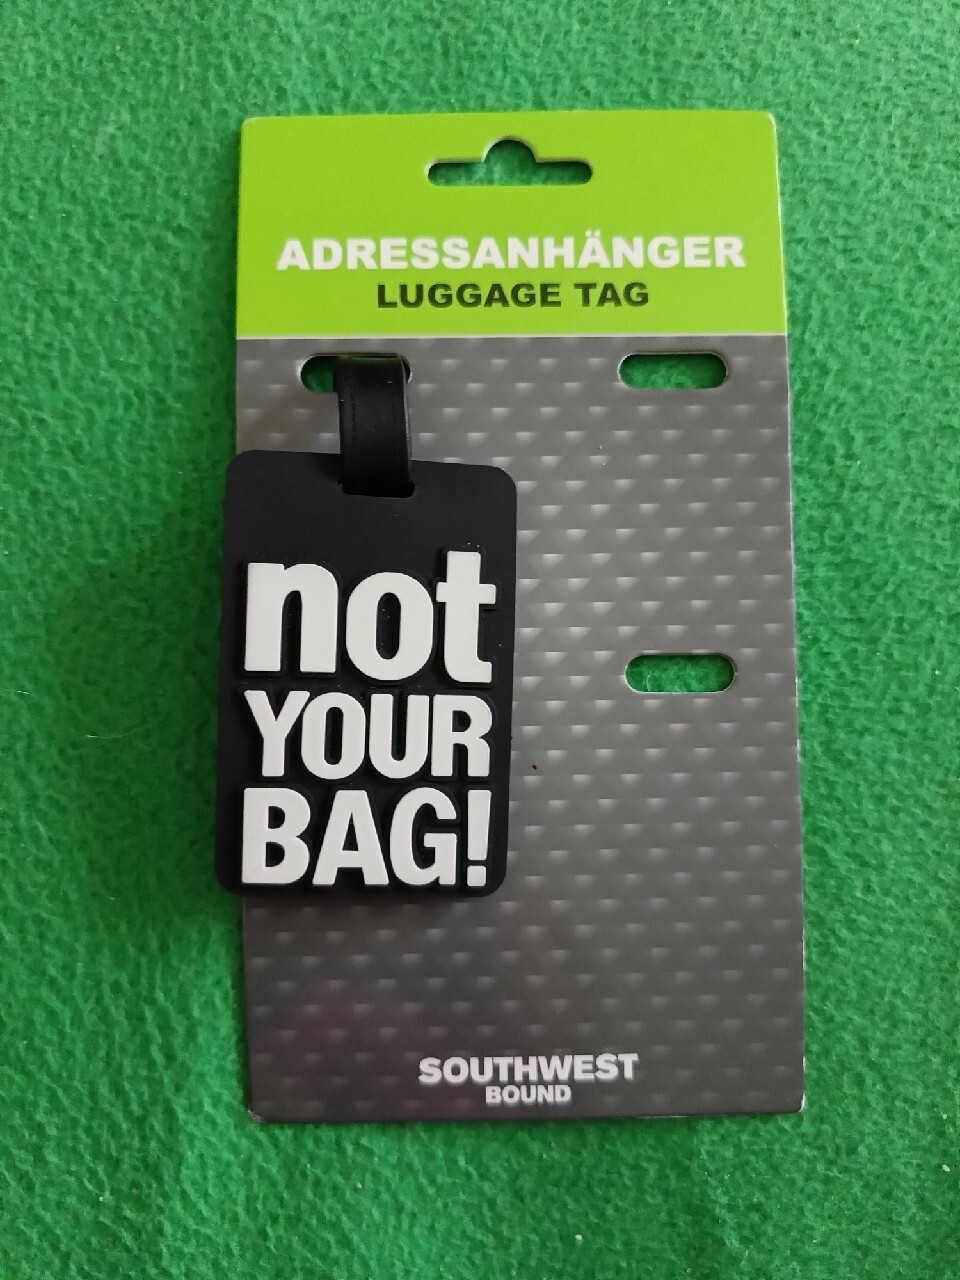 ADRESSANHÄNGER
LUGGAGE TAG
not
YOUR
BAG!
SOUTHWEST
BOUND